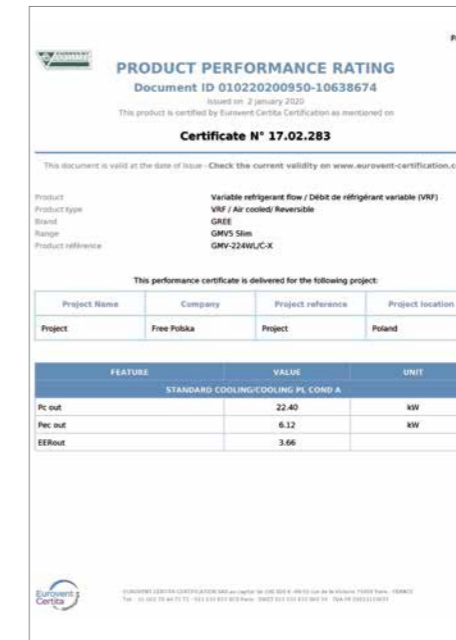 PRODUCT PERFORMANCE RATING
Document ID 010220200950-10638674
Issued on 2 January 2020
This product is certified by Eurovent Certita Certification as mentioned on
Certificate N° 17.02.283
This document is valid at the date of issue - Check the current validity on www.eurovent-certification.c
Product Variable refrigerant flow / Débit de réfrigérant variable (VRF)
Product type VRF / Air cooled/ Reversible
Brand GREE
Range GMV5 Slim
Product référence GMV-224WL/C-X
This performance certificate is delivered for the following project:
Project Name Company Project reference Project location
Project Free Polska Project Poland
FEATURE VALUE UNIT
STANDARD COOLING/COOLING PL COND A
Pc out 22.40 kW
Pec out 6.12 kW
EERout 3.66
Eurovent
Certita